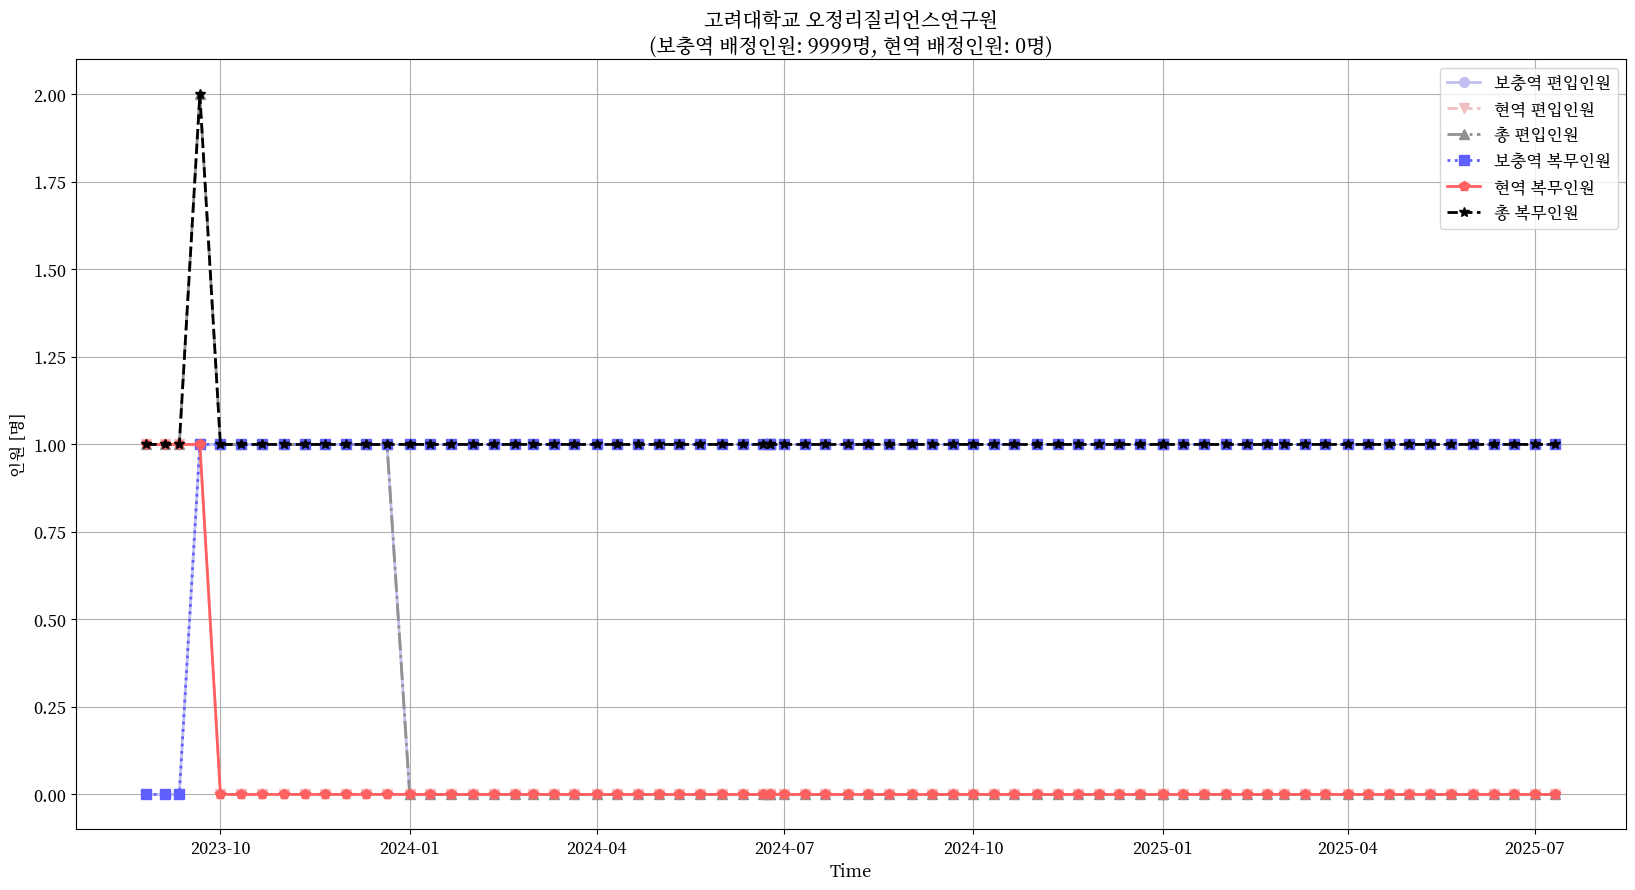 고려대학교 오정리질리언스연구원
(보충역 배정인원: 9999명, 현역 배정인원: 0명)
보충역 편입인원
현역 편입인원
총 편입인원
보충역 복무인원
현역 복무인원
총 복무인원
2.00
1.75
1.50
1.25
1.00
0.75
0.50
0.25
0.00
인원 [명]
2023-10
2024-01
2024-04
2024-07
2024-10
2025-01
2025-04
2025-07
Time